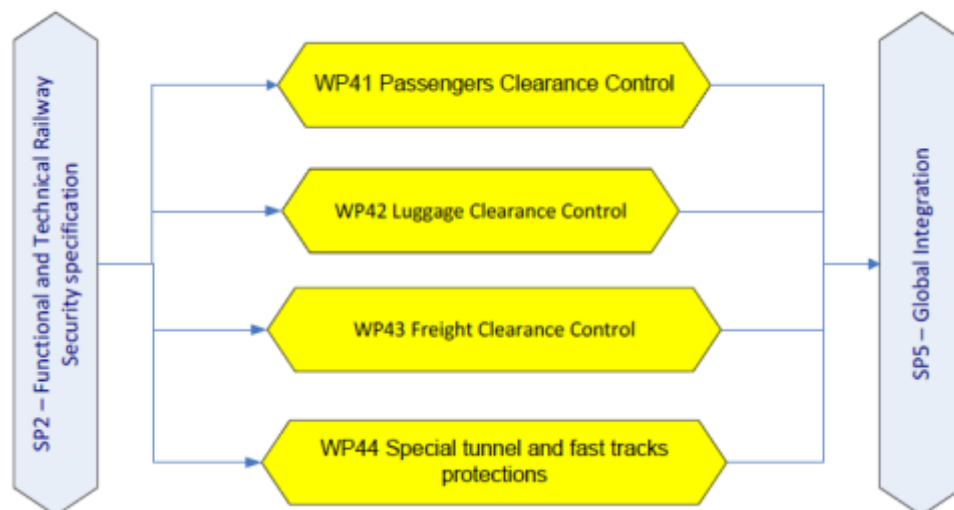 SP2 – Functional and Technical Railway
Security specification
WP41 Passengers Clearance Control
WP42 Luggage Clearance Control
WP43 Freight Clearance Control
WP44 Special tunnel and fast tracks
protections
SP5 – Global Integration